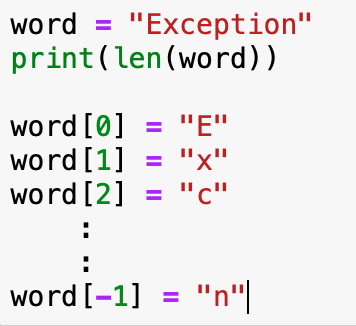 word = "Exception"
print(len(word))
word[0] = "E"
word[1] = "x"
word[2] = "c"
:
:
word[-1] = "n"